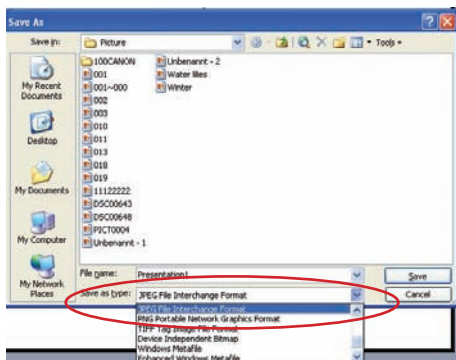 Save As
Save in:
Picture
Tools
My Recent Documents
Desktop
My Documents
My Computer
My Network Places
100CANON
001
001~000
002
003
010
011
013
018
019
11122222
DSC00643
DSC00648
PICT0004
Unbenannt - 1
Unbenannt - 2
Water lilies
Winter
File name:
Presentation1
Save
Save as type:
JPEG File Interchange Format
Cancel
JPEG File Interchange Format
PNG Portable Network Graphics Format
TIFF Tag Image File Format
Device Independent Bitmap
Windows Metafile
Enhanced Windows Metafile